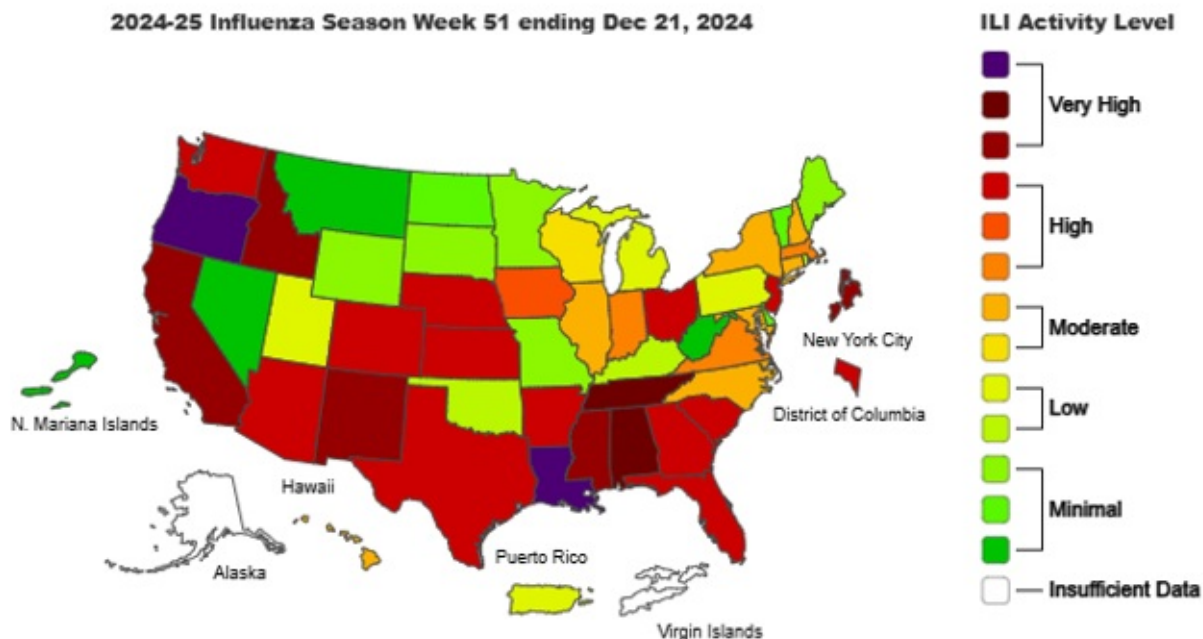 2024-25 Influenza Season Week 51 ending Dec 21, 2024
ILI Activity Level
Very High
High
Moderate
Low
Minimal
Insufficient Data
New York City
District of Columbia
N. Mariana Islands
Hawaii
Alaska
Puerto Rico
Virgin Islands